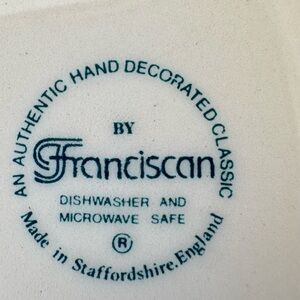 AN AUTHENTIC HAND DECORATED CLASSIC
BY
Franciscan
DISHWASHER AND
MICROWAVE SAFE
®
Made in Staffordshire, England